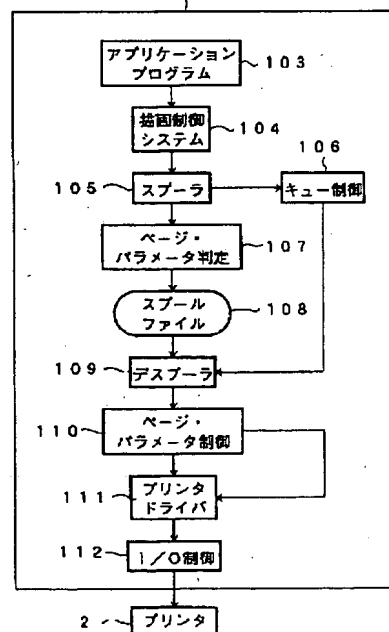 アプリケーション
プログラム
103
描画制御
システム
104
106
105
スプーラ
キュー制御
ページ・
パラメータ判定
107
スプール
ファイル
108
109
デスプーラ
110
ページ・
パラメータ制御
111
プリンタ
ドライバ
112
I/O制御
2
プリンタ